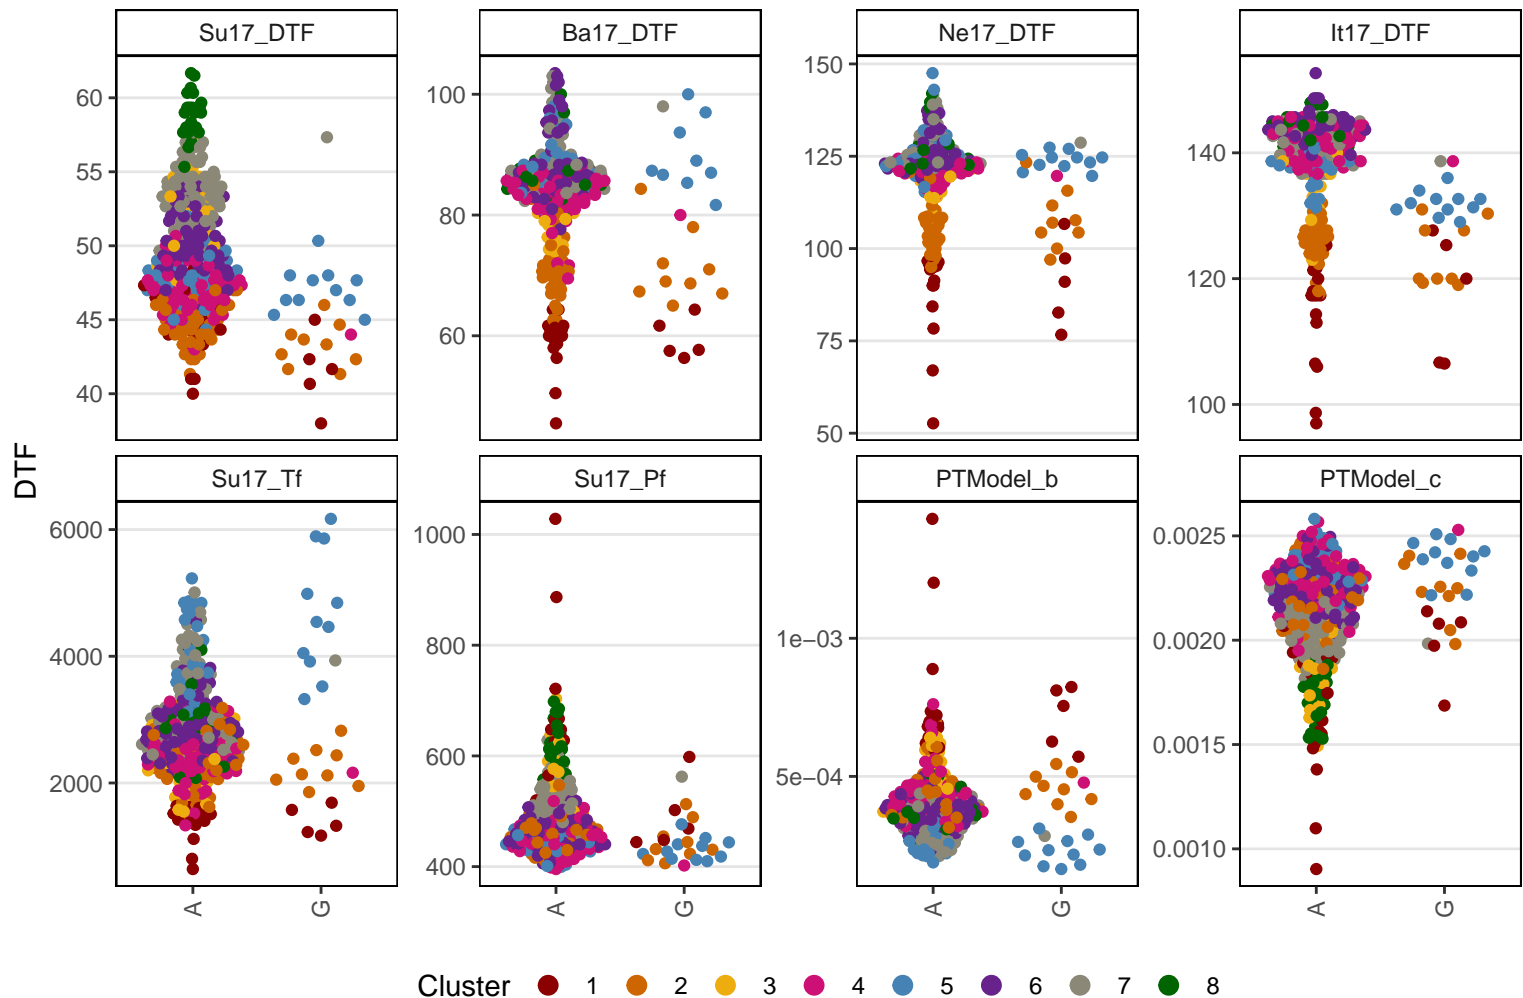 Su17_DTF Ba17_DTF Ne17_DTF It17_DTF
60 55 50 45 40
100 80 60
150 125 100 75 50
140 120 100
DTF
Su17_Tf Su17_Pf PTModel_b PTModel_c
6000 4000 2000
1000 800 600 400
1e-03 5e-04
0.0025 0.0020 0.0015 0.0010
A G A G A G A G
Cluster 1 2 3 4 5 6 7 8